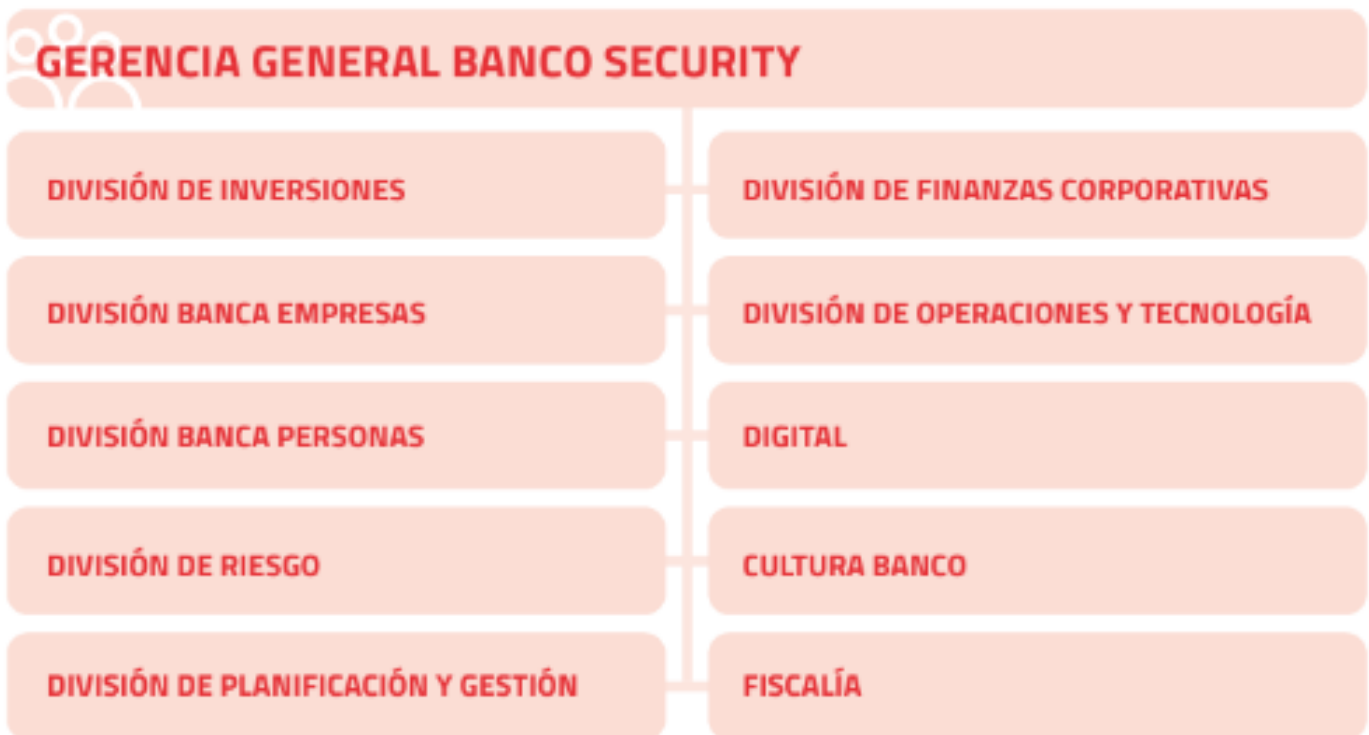 GERENCIA GENERAL BANCO SECURITY
DIVISIÓN DE INVERSIONES
DIVISIÓN DE FINANZAS CORPORATIVAS
DIVISIÓN BANCA EMPRESAS
DIVISIÓN DE OPERACIONES Y TECNOLOGÍA
DIVISIÓN BANCA PERSONAS
DIGITAL
DIVISIÓN DE RIESGO
CULTURA BANCO
DIVISIÓN DE PLANIFICACIÓN Y GESTIÓN
FISCALÍA